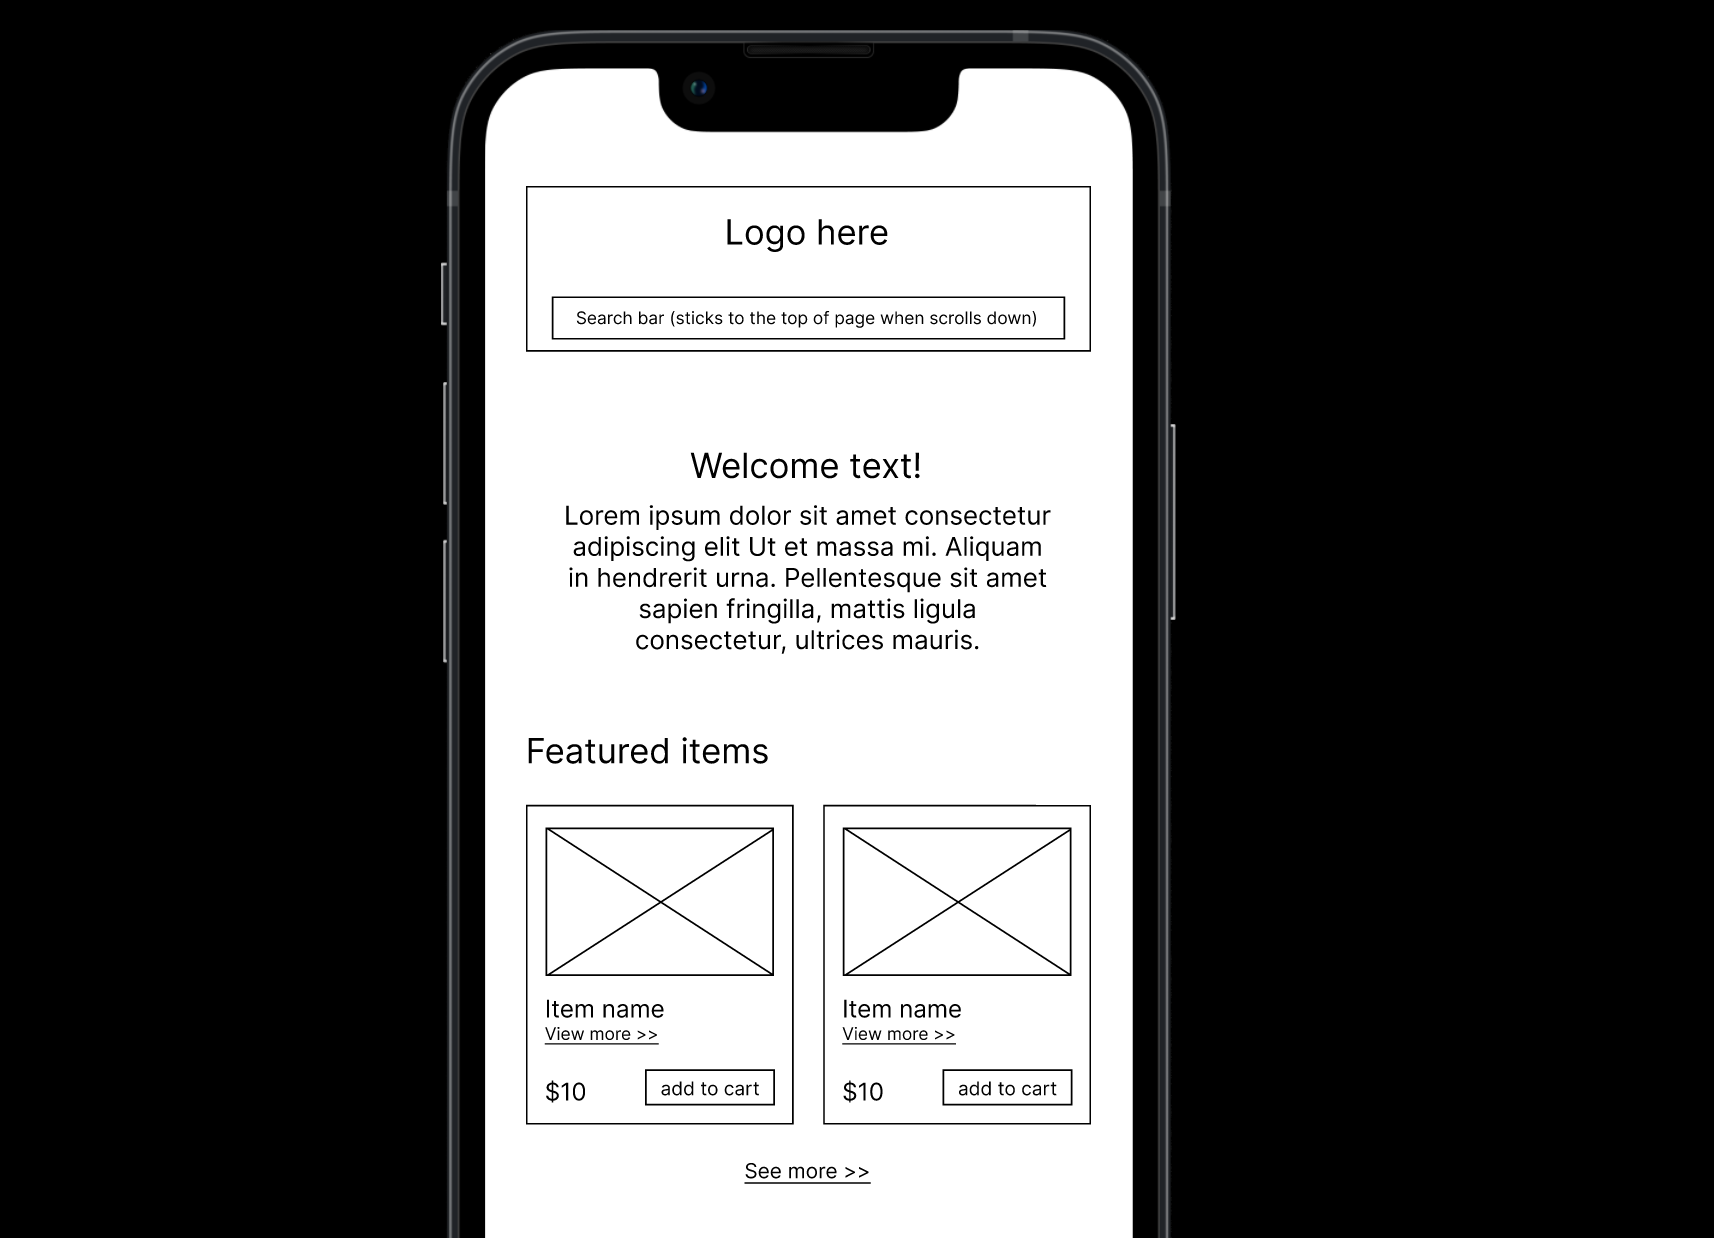 Logo here
Search bar (sticks to the top of page when scrolls down)
Welcome text!
Lorem ipsum dolor sit amet consectetur
adipiscing elit Ut et massa mi. Aliquam
in hendrerit urna. Pellentesque sit amet
sapien fringilla, mattis ligula
consectetur, ultrices mauris.
Featured items
Item name
View more >>
$10
add to cart
Item name
View more >>
$10
add to cart
See more >>